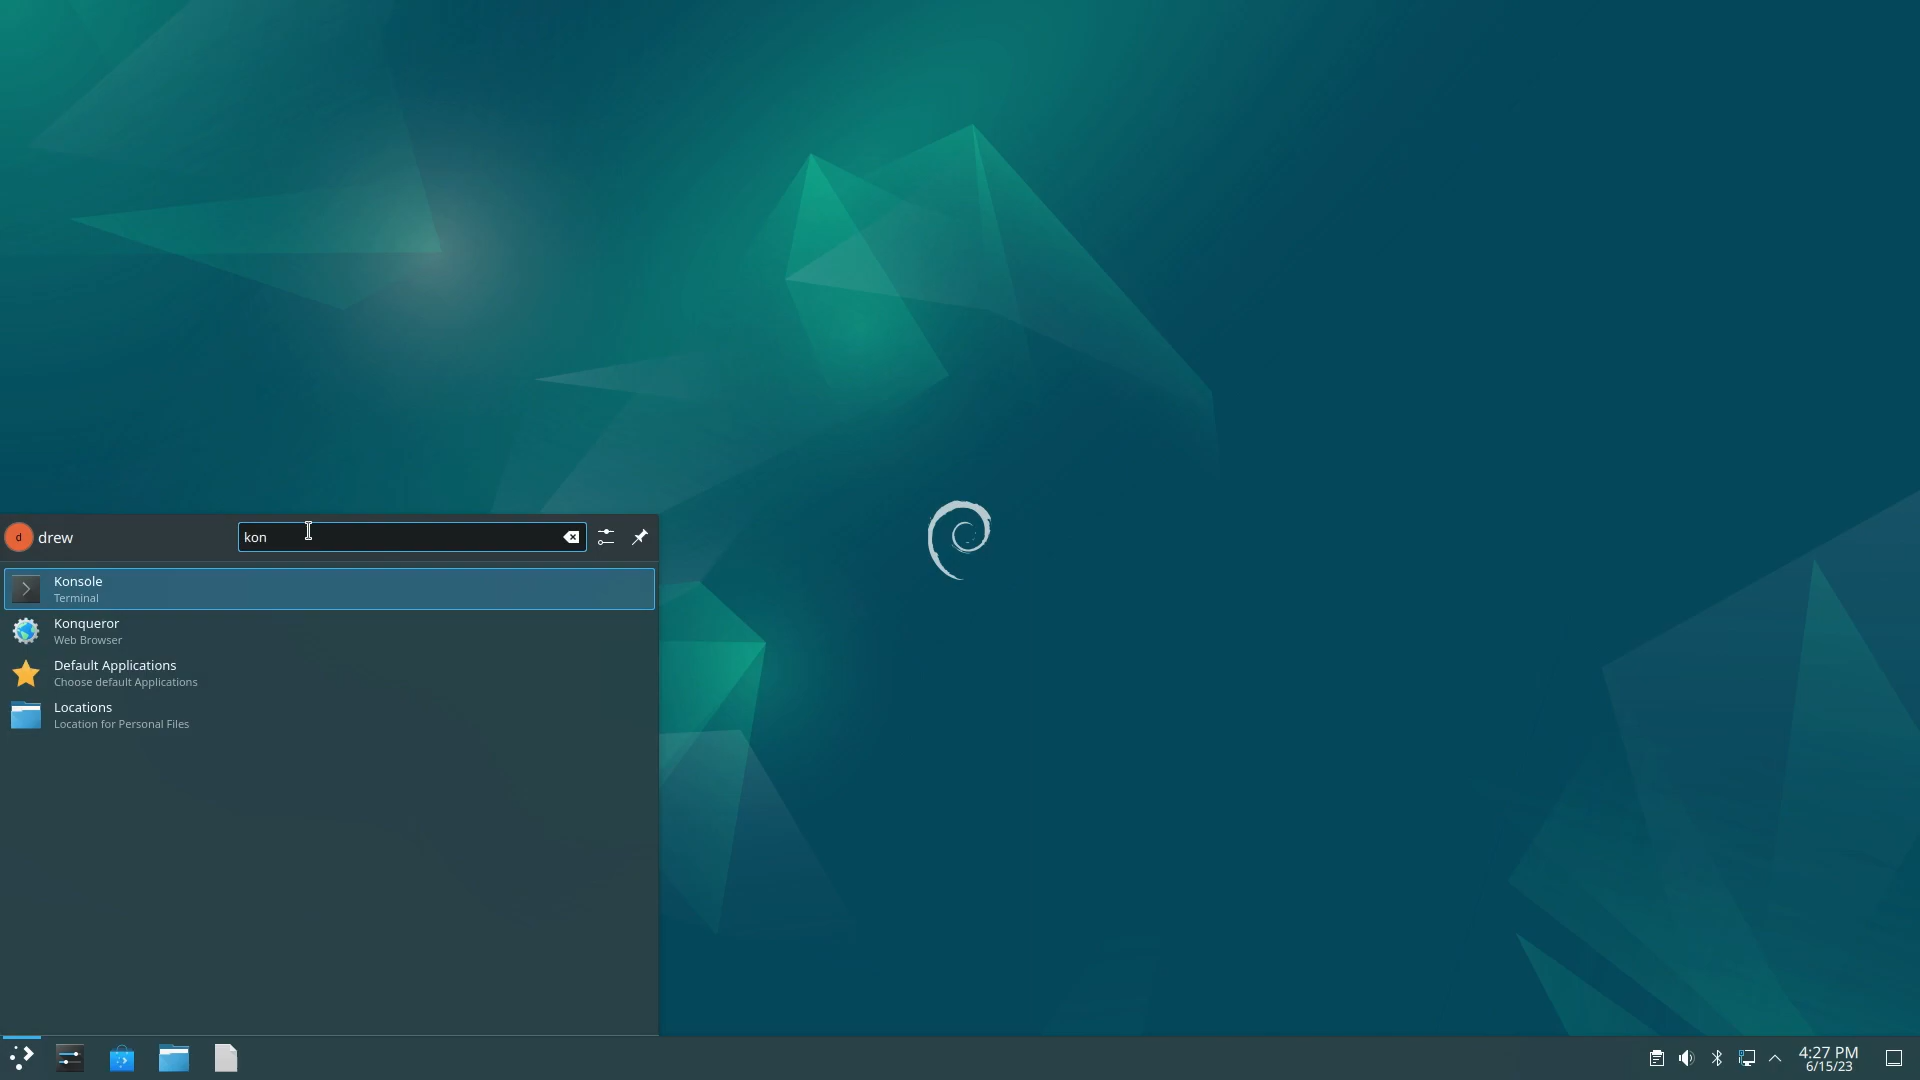 d
drew
kon
Konsole
Terminal
Konqueror
Web Browser
Default Applications
Choose default Applications
Locations
Location for Personal Files
4:27 PM
6/15/23